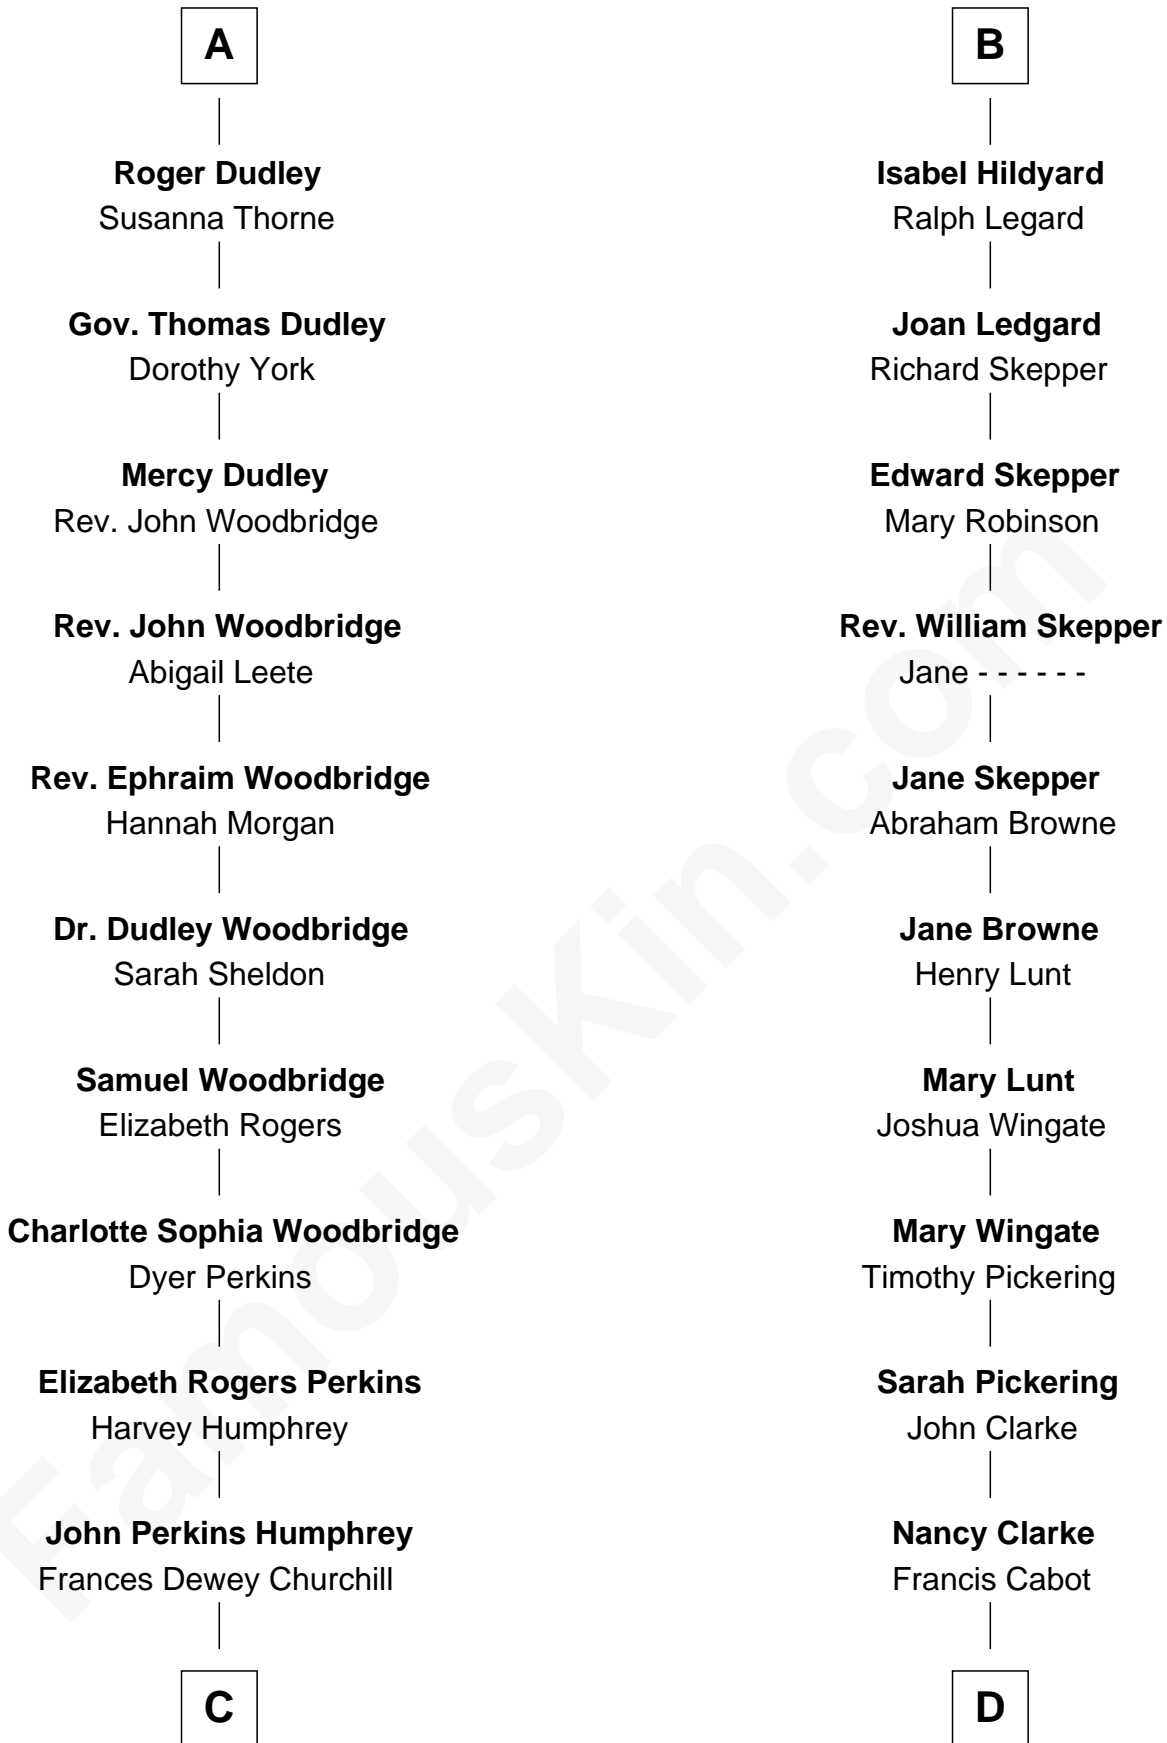 A
Roger Dudley
Susanna Thorne
Gov. Thomas Dudley
Dorothy York
Mercy Dudley
Rev. John Woodbridge
Rev. John Woodbridge
Abigail Leete
Rev. Ephraim Woodbridge
Hannah Morgan
Dr. Dudley Woodbridge
Sarah Sheldon
Samuel Woodbridge
Elizabeth Rogers
Charlotte Sophia Woodbridge
Dyer Perkins
Elizabeth Rogers Perkins
Harvey Humphrey
John Perkins Humphrey
Frances Dewey Churchill
C
B
Isabel Hildyard
Ralph Legard
Joan Ledgard
Richard Skepper
Edward Skepper
Mary Robinson
Rev. William Skepper
Jane - - - - - -
Jane Skepper
Abraham Browne
Jane Browne
Henry Lunt
Mary Lunt
Joshua Wingate
Mary Wingate
Timothy Pickering
Sarah Pickering
John Clarke
Nancy Clarke
Francis Cabot
D
FamousKin.com